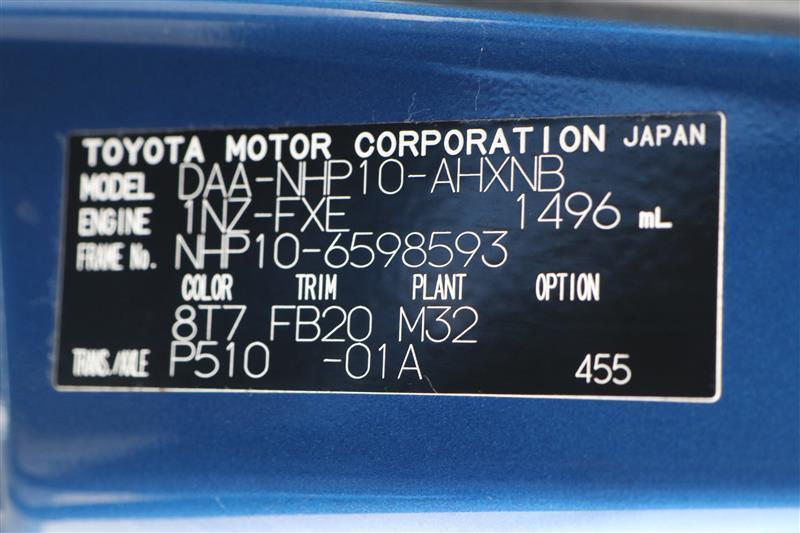 TOYOTA MOTOR CORPORATION JAPAN
MODEL DAA-NHP10-AHXNB
ENGINE 1NZ-FXE 1496 mL
FRAME No. NHP10-6598593
COLOR TRIM PLANT OPTION
8T7 FB20 M32
TRANS./AXLE P510 -01A 455